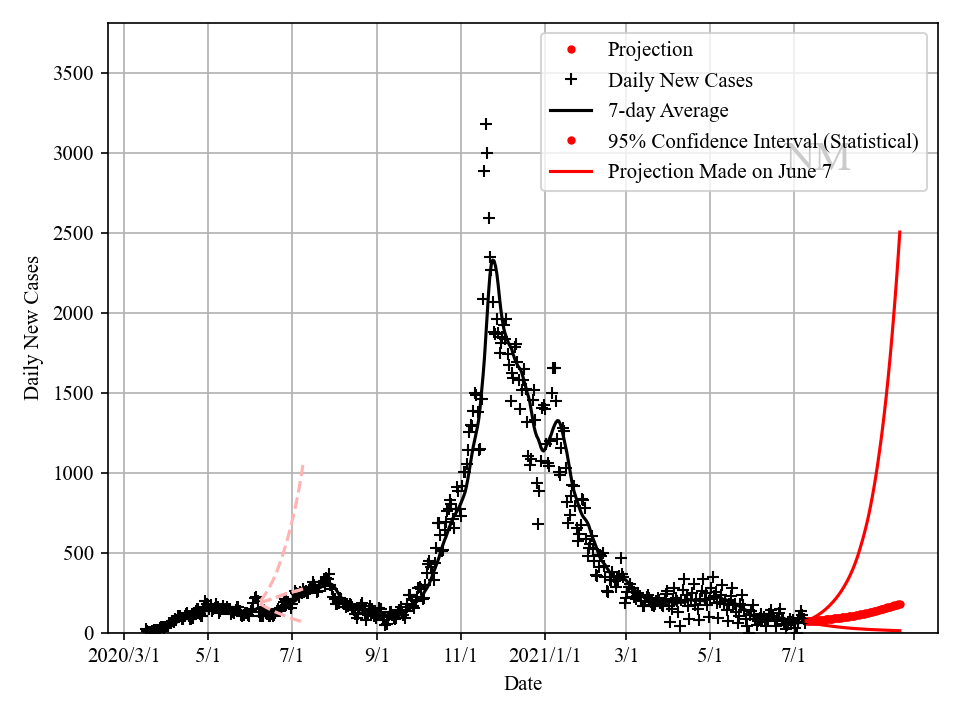 Projection
Daily New Cases
7-day Average
95% Confidence Interval (Statistical)
Projection Made on June 7
NM
Daily New Cases
3500
3000
2500
2000
1500
1000
500
0
2020/3/1 5/1 7/1 9/1 11/1 2021/1/1 3/1 5/1 7/1
Date